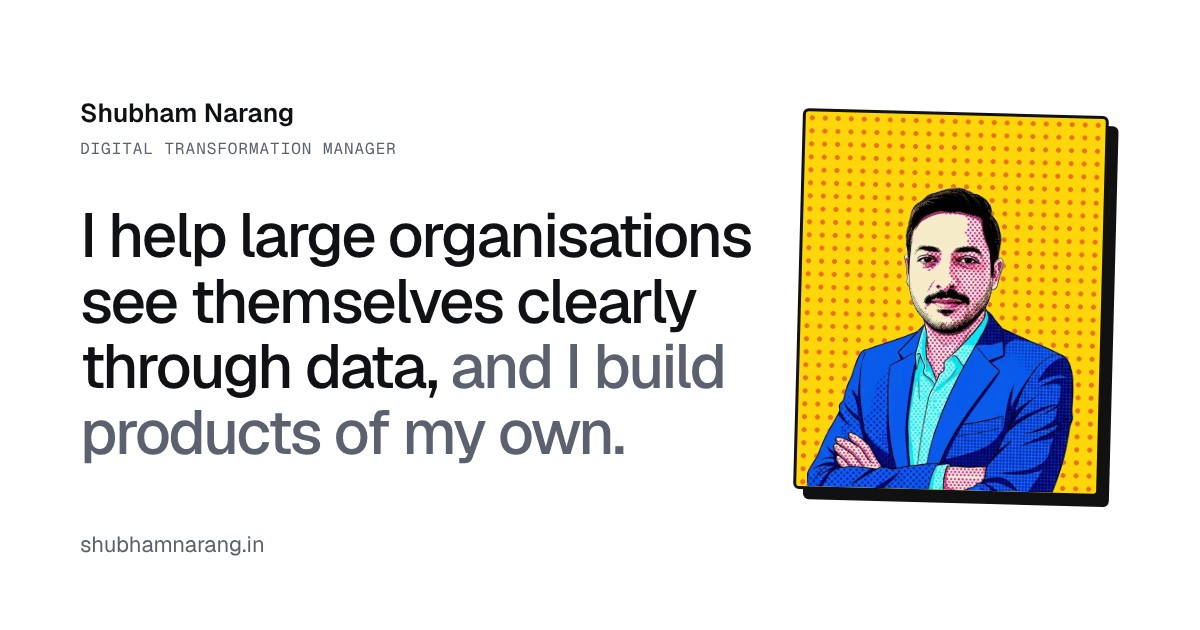 Shubham Narang
DIGITAL TRANSFORMATION MANAGER
I help large organisations
see themselves clearly
through data, and I build
products of my own.
shubhamnarang.in